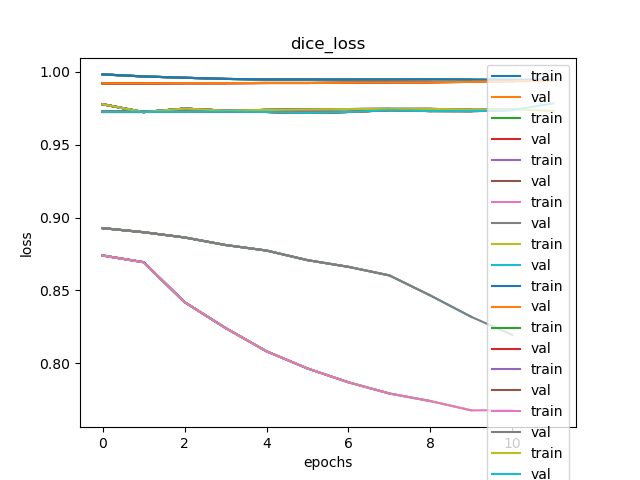 dice_loss
loss
1.00
0.95
0.90
0.85
0.80
0 2 4 6 8 10
epochs
train
val
train
val
train
val
train
val
train
val
train
val
train
val
train
val
train
val
train
val